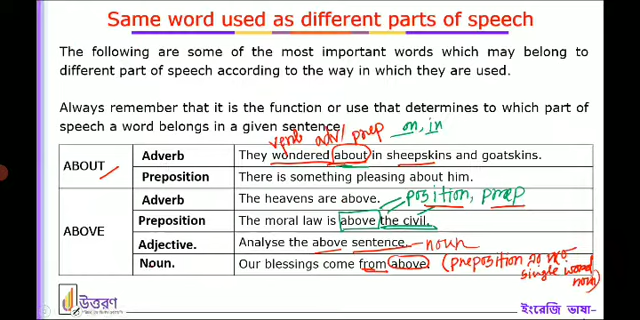 Same word used as different parts of speech
The following are some of the most important words which may belong to
different part of speech according to the way in which they are used.
Always remember that it is the function or use that determines to which part of
speech a word belongs in a given sentence
verb adv/ prep on, in
ABOUT
Adverb They wondered about in sheepskins and goatskins.
Preposition There is something pleasing about him.
ABOVE
Adverb The heavens are above. position, prep
Preposition The moral law is above the civil.
Adjective. Analyse the above sentence. noun
Noun. Our blessings come from above. (preposition
single word
noun)
উত্তরণ
ইংরেজি ভাষা-